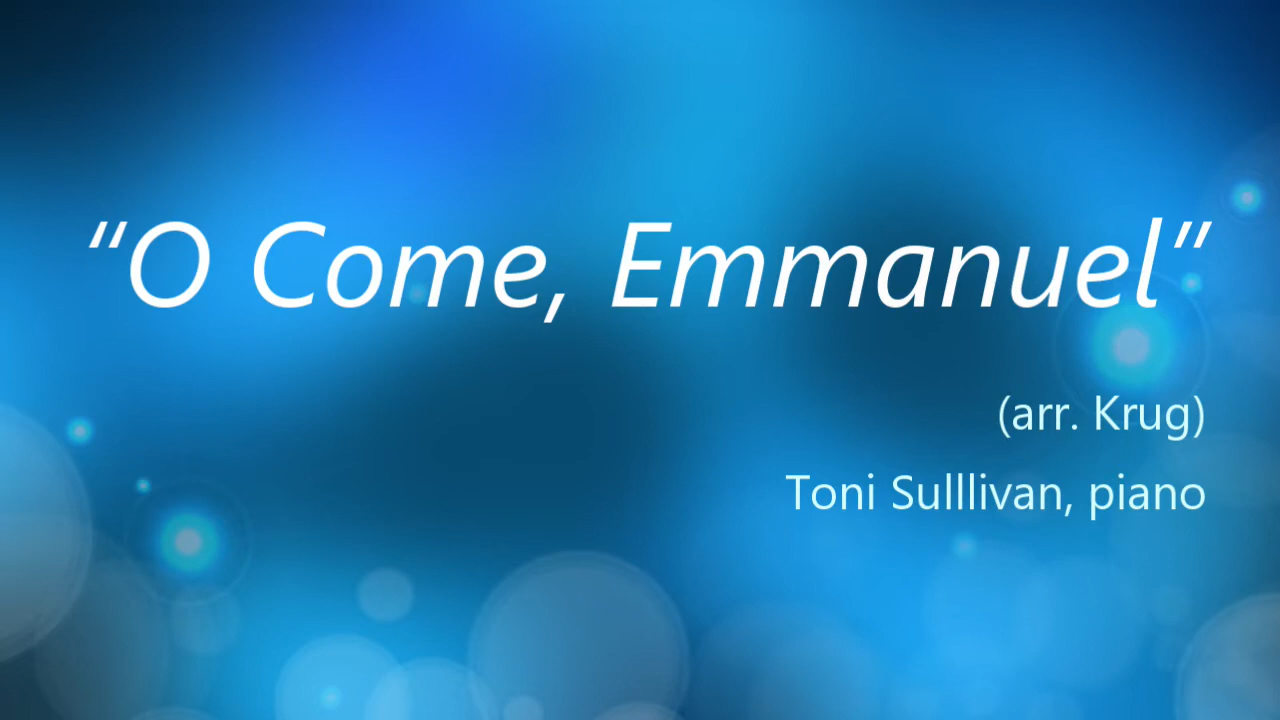 “O Come, Emmanuel”
(arr. Krug)
Toni Sulllivan, piano